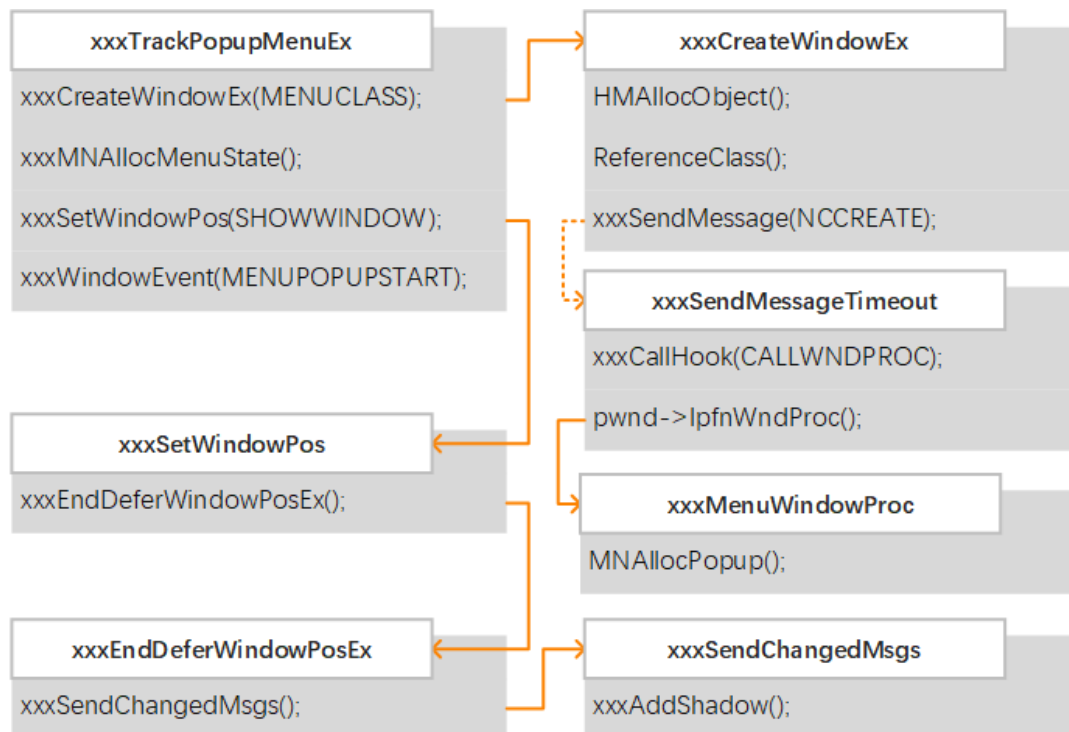 xxxTrackPopupMenuEx
xxxCreateWindowEx(MENUCLASS);
xxxMNAllocMenuState();
xxxSetWindowPos(SHOWWINDOW);
xxxWindowEvent(MENUPOPUPSTART);
xxxCreateWindowEx
HMAllocObject();
ReferenceClass();
xxxSendMessage(NCCREATE);
xxxSendMessageTimeout
xxxCallHook(CALLWNDPROC);
pwnd->lpfnWndProc();
xxxSetWindowPos
xxxEndDeferWindowPosEx();
xxxMenuWindowProc
MNAllocPopup();
xxxEndDeferWindowPosEx
xxxSendChangedMsgs();
xxxSendChangedMsgs
xxxAddShadow();